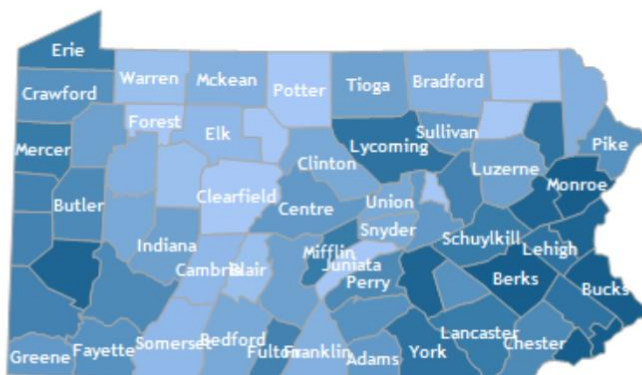 Erie
Warren
Mckean
Potter
Tioga
Bradford
Crawford
Forest
Elk
Sullivan
Lycoming
Pike
Mercer
Clinton
Luzerne
Monroe
Clearfield
Butler
Centre
Union
Snyder
Schuylkill
Lehigh
Indiana
Mifflin
Cambria
Blair
Juniata
Perry
Berks
Bucks
Somerset
Bedford
Fulton
Franklin
Adams
York
Lancaster
Chester
Greene
Fayette